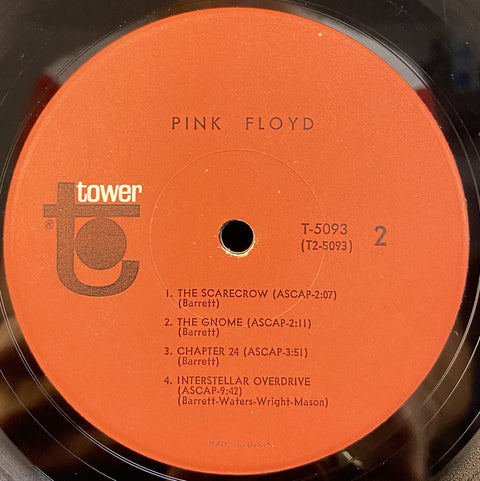 PINK FLOYD
tower
®
T-5093
(T2-5093)
2
1. THE SCARECROW (ASCAP-2:07)
(Barrett)
2. THE GNOME (ASCAP-2:11)
(Barrett)
3. CHAPTER 24 (ASCAP-3:51)
(Barrett)
4. INTERSTELLAR OVERDRIVE
(ASCAP-9:42)
(Barrett-Waters-Wright-Mason)